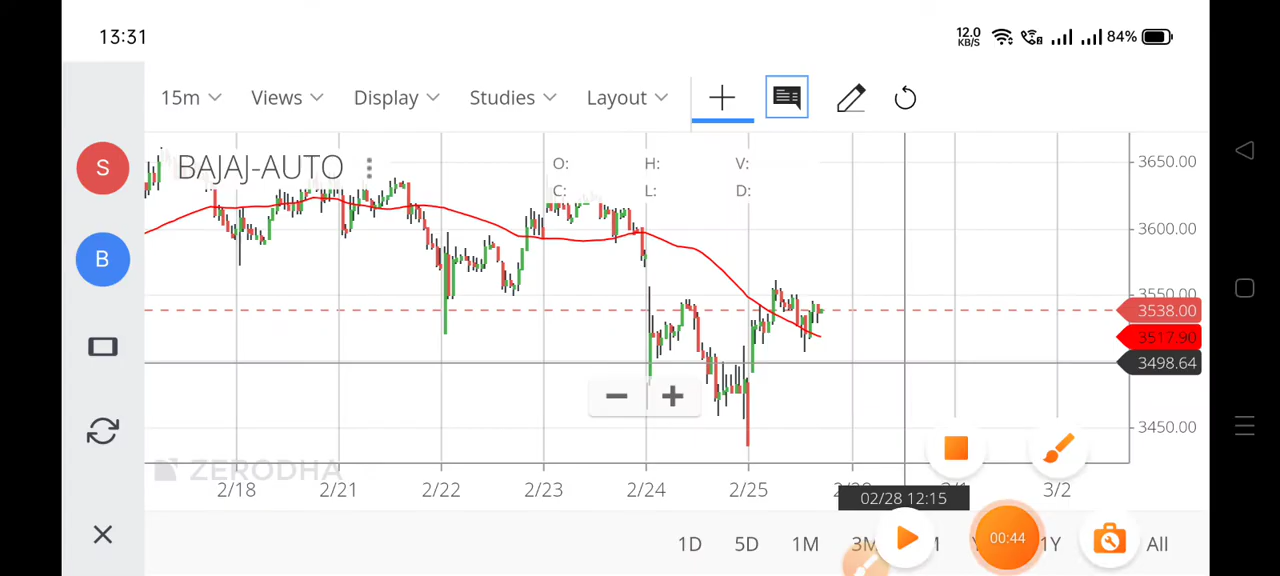 13:31
12.0 KB/S
84%
15m Views Display Studies Layout
S
BAJAJ-AUTO
O: H: V:
C: L: D:
B
3650.00
3600.00
3550.00
3538.00
3517.90
3498.64
3450.00
ZERODHA
2/18 2/21 2/22 2/23 2/24 2/25 3/2
02/28 12:15
00:44
1D 5D 1M 3M 1Y All